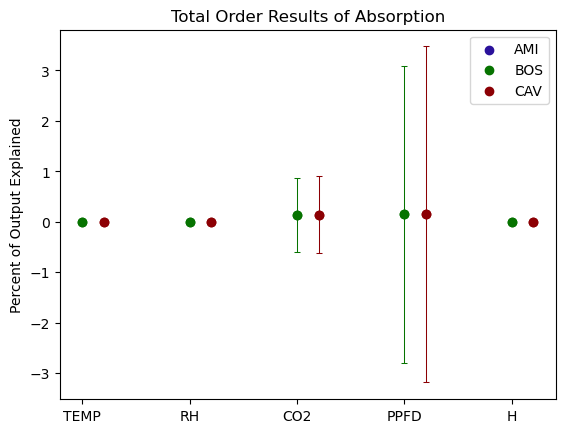 Total Order Results of Absorption
AMI
BOS
CAV
Percent of Output Explained
3
2
1
0
−1
−2
−3
TEMP RH CO2 PPFD H